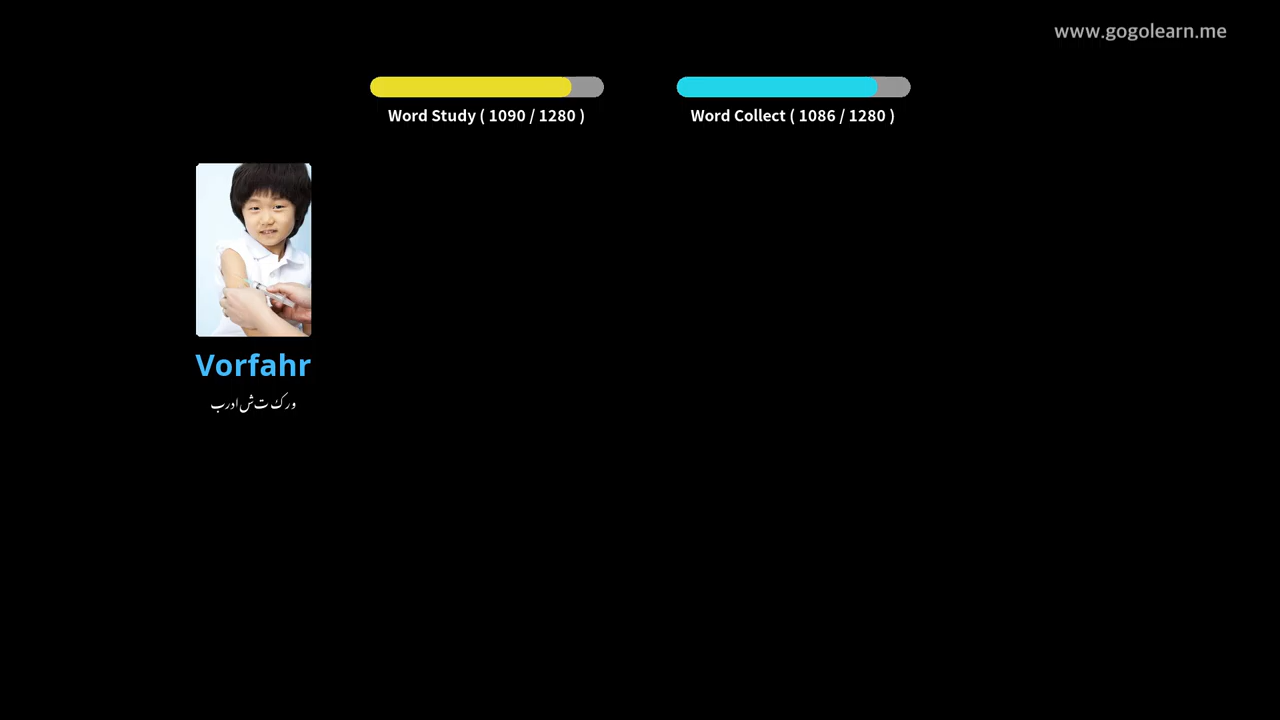 www.gogolearn.me
Word Study ( 1090 / 1280 )
Word Collect ( 1086 / 1280 )
Vorfahr
ورک ت ش ادرب